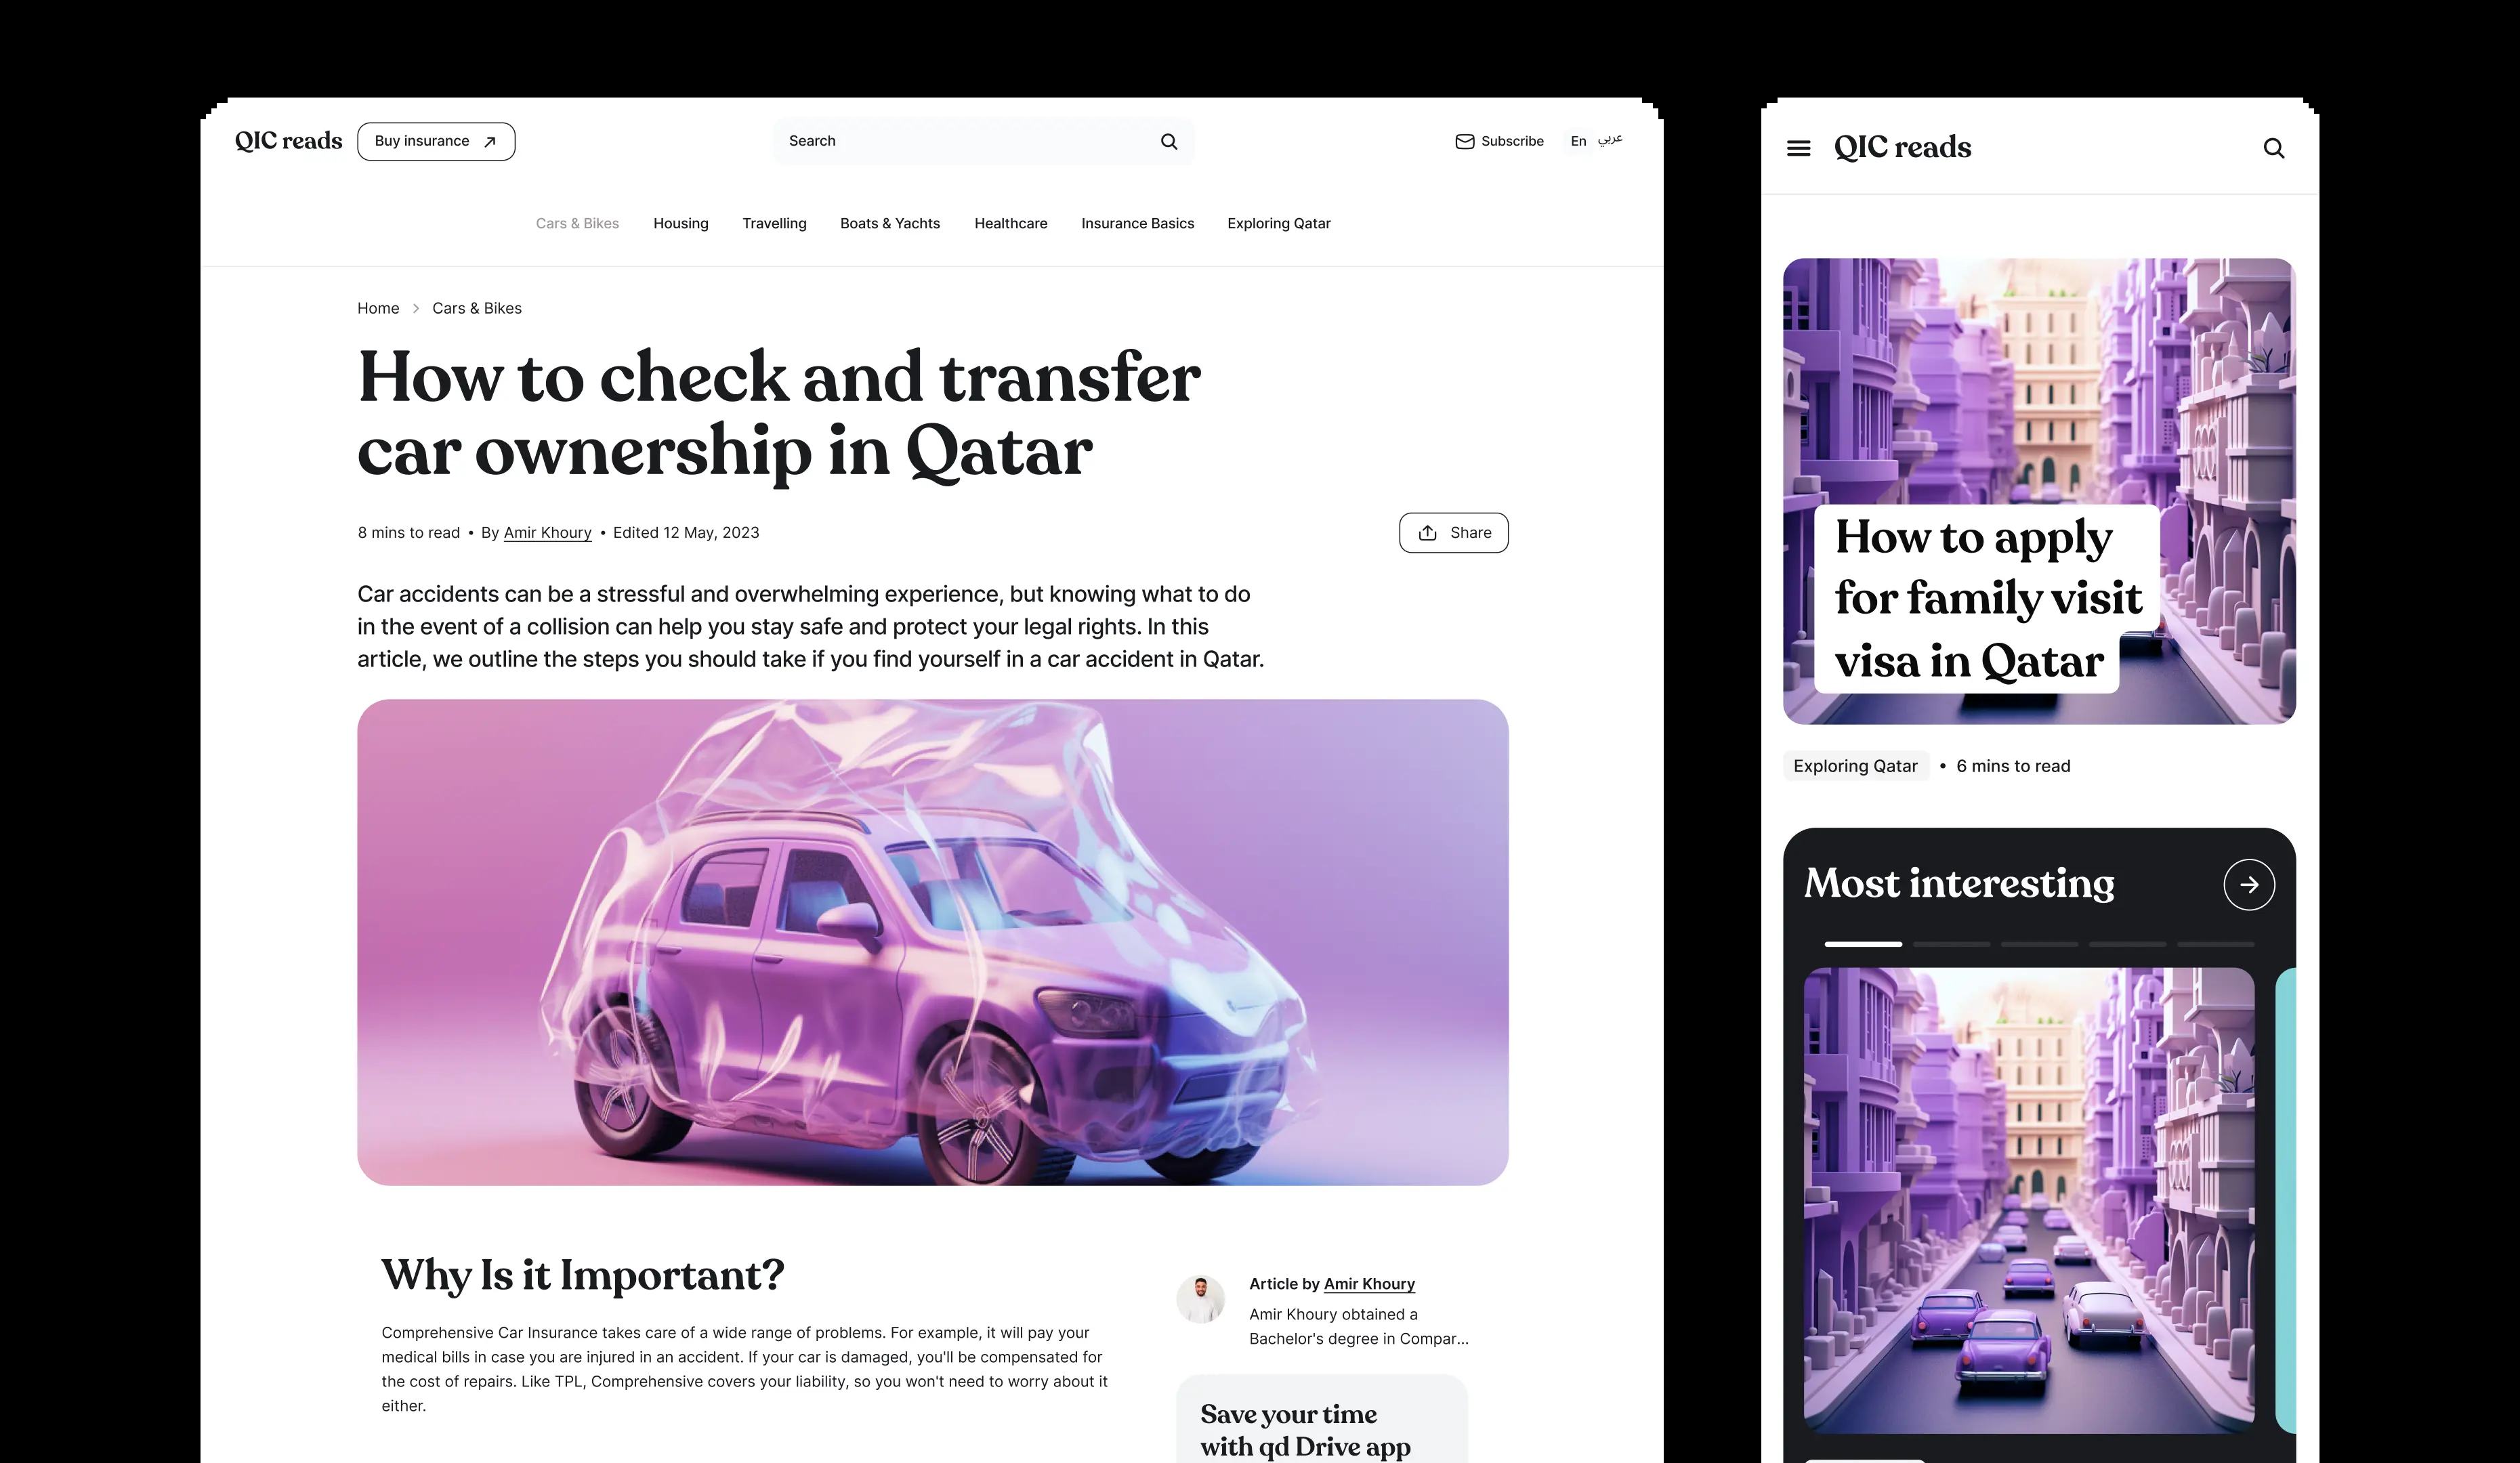 QIC reads
Buy insurance
Search
Subscribe
En
عربي
Cars & Bikes
Housing
Travelling
Boats & Yachts
Healthcare
Insurance Basics
Exploring Qatar
Home
Cars & Bikes
How to check and transfer
car ownership in Qatar
8 mins to read • By Amir Khoury • Edited 12 May, 2023
Share
Car accidents can be a stressful and overwhelming experience, but knowing what to do
in the event of a collision can help you stay safe and protect your legal rights. In this
article, we outline the steps you should take if you find yourself in a car accident in Qatar.
Why Is it Important?
Comprehensive Car Insurance takes care of a wide range of problems. For example, it will pay your
medical bills in case you are injured in an accident. If your car is damaged, you'll be compensated for
the cost of repairs. Like TPL, Comprehensive covers your liability, so you won't need to worry about it
either.
Article by Amir Khoury
Amir Khoury obtained a
Bachelor's degree in Compar...
Save your time
with qd Drive app
QIC reads
How to apply
for family visit
visa in Qatar
Exploring Qatar • 6 mins to read
Most interesting